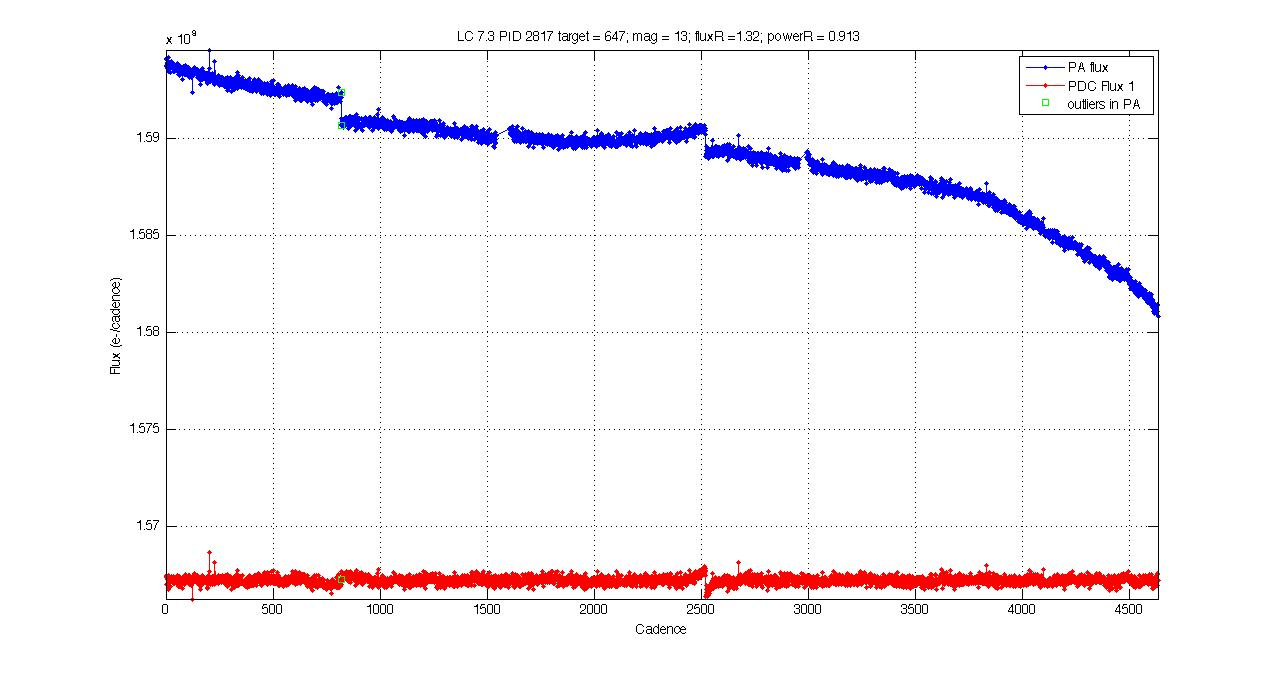 LC 7.3 PID 2817 target = 647; mag = 13; fluxR =1.32; powerR = 0.913
x 10^9
PA flux
PDC Flux 1
outliers in PA
1.59
1.585
1.58
1.575
1.57
Flux (e-/cadence)
0 500 1000 1500 2000 2500 3000 3500 4000 4500
Cadence